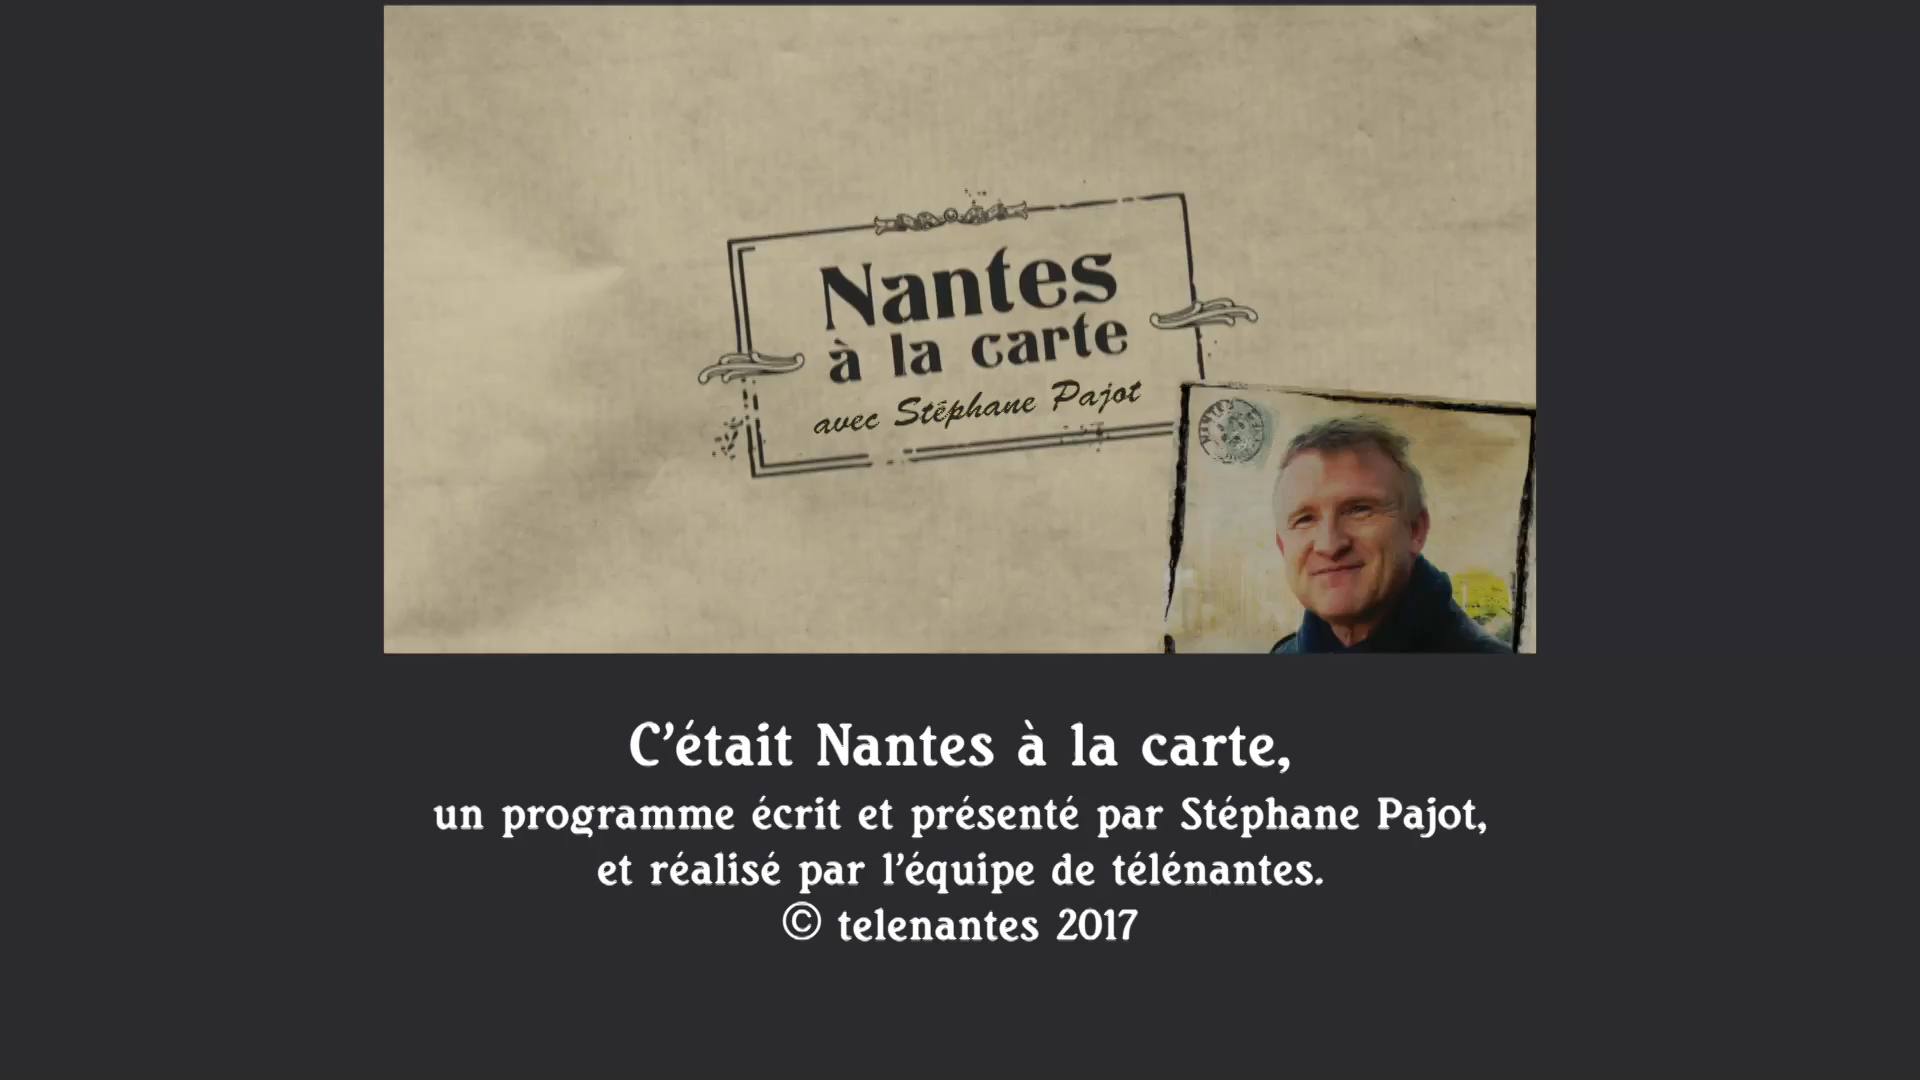 Nantes
à la carte
avec Stéphane Pajot
C’était Nantes à la carte,
un programme écrit et présenté par Stéphane Pajot,
et réalisé par l’équipe de télénantes.
© telenantes 2017